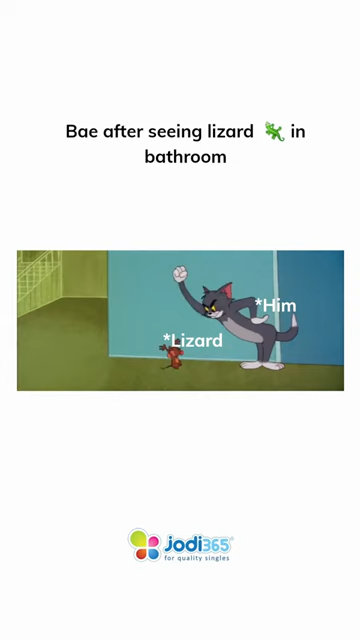 Bae after seeing lizard 🦎 in
bathroom
*Him
*Lizard
jodi365
for quality singles